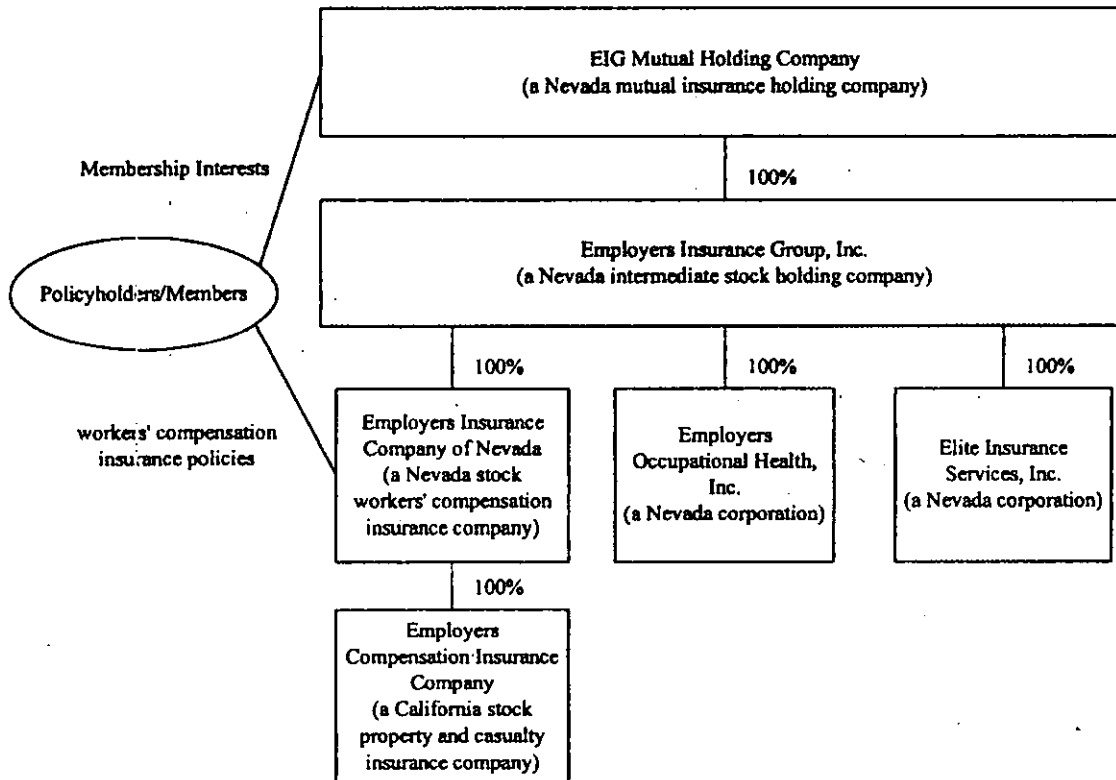 EIG Mutual Holding Company
(a Nevada mutual insurance holding company)
Membership Interests
100%
Employers Insurance Group, Inc.
(a Nevada intermediate stock holding company)
Policyholders/Members
100%
100%
100%
workers' compensation
insurance policies
Employers Insurance
Company of Nevada
(a Nevada stock
workers' compensation
insurance company)
Employers
Occupational Health,
Inc.
(a Nevada corporation)
Elite Insurance
Services, Inc.
(a Nevada corporation)
100%
Employers
Compensation Insurance
Company
(a California stock
property and casualty
insurance company)